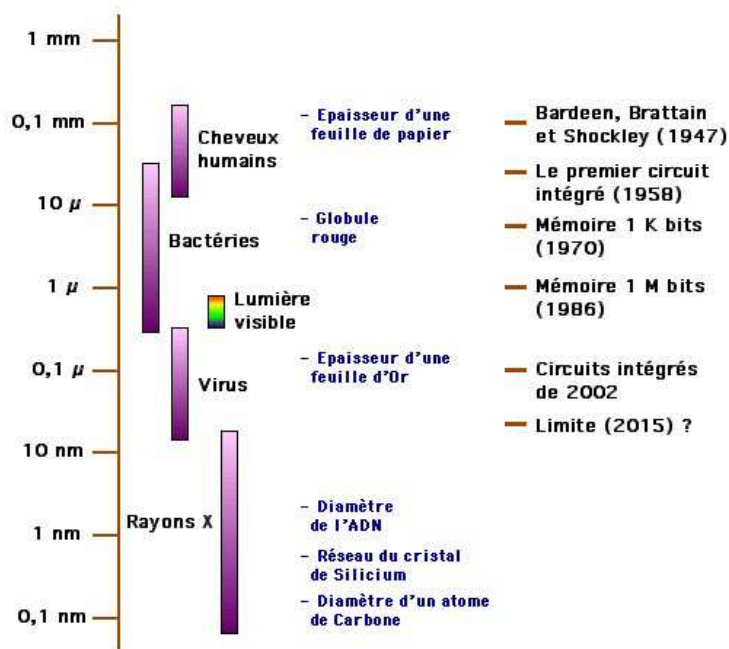 1 mm
0,1 mm
10 µ
1 µ
0,1 µ
10 nm
1 nm
0,1 nm
Cheveux
humains
Bactéries
Lumière
visible
Virus
Rayons X
- Epaisseur d'une
feuille de papier
- Globule
rouge
- Epaisseur d'une
feuille d'Or
- Diamètre
de l'ADN
- Réseau du cristal
de Silicium
- Diamètre d'un atome
de Carbone
Bardeen, Brattain
et Shockley (1947)
Le premier circuit
intégré (1958)
Mémoire 1 K bits
(1970)
Mémoire 1 M bits
(1986)
Circuits intégrés
de 2002
Limite (2015) ?